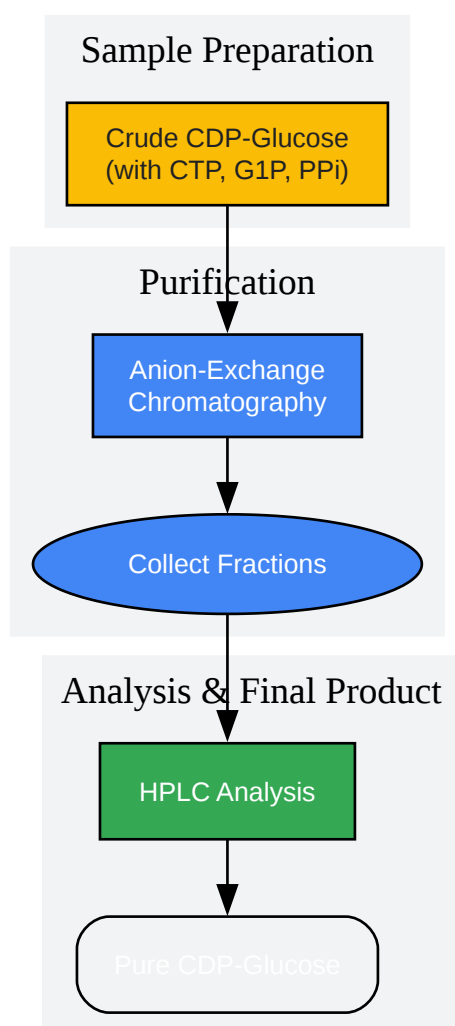 Sample Preparation
Crude CDP-Glucose
(with CTP, G1P, PPi)
Purification
Anion-Exchange
Chromatography
Collect Fractions
Analysis & Final Product
HPLC Analysis
Pure CDP-Glucose